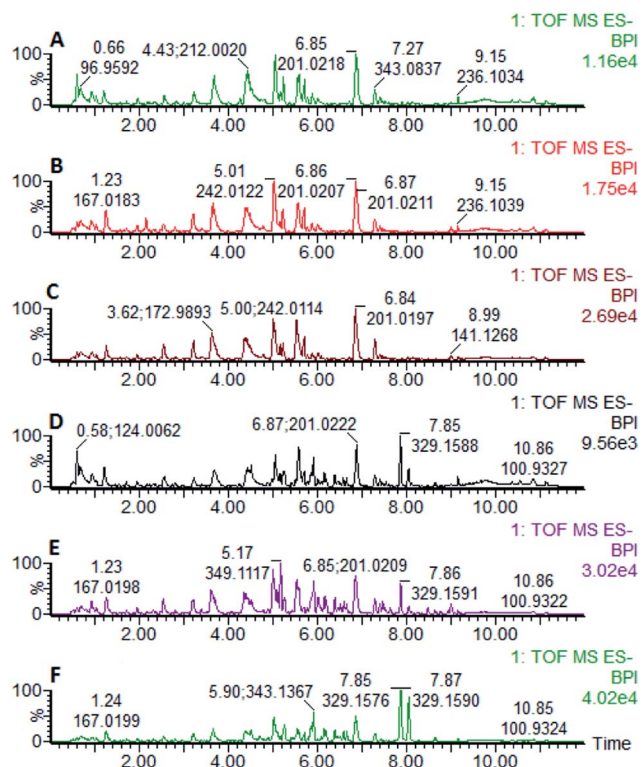 A
0.66
96.9592
4.43;212.0020
6.85
201.0218
7.27
343.0837
9.15
236.1034
1: TOF MS ES-
BPI
1.16e4
100
%
0
2.00 4.00 6.00 8.00 10.00
B
1.23
167.0183
5.01
242.0122
6.86
201.0207
6.87
201.0211
9.15
236.1039
1: TOF MS ES-
BPI
1.75e4
100
%
0
2.00 4.00 6.00 8.00 10.00
C
3.62;172.9893
5.00;242.0114
6.84
201.0197
8.99
141.1268
1: TOF MS ES-
BPI
2.69e4
100
%
0
2.00 4.00 6.00 8.00 10.00
D
0.58;124.0062
6.87;201.0222
7.85
329.1588
10.86
100.9327
1: TOF MS ES-
BPI
9.56e3
100
%
0
2.00 4.00 6.00 8.00 10.00
E
1.23
167.0198
5.17
349.1117
6.85;201.0209
7.86
329.1591
10.86
100.9322
1: TOF MS ES-
BPI
3.02e4
100
%
0
2.00 4.00 6.00 8.00 10.00
F
1.24
167.0199
5.90;343.1367
7.85
329.1576
7.87
329.1590
10.85
100.9324
1: TOF MS ES-
BPI
4.02e4
100
%
0
Time
2.00 4.00 6.00 8.00 10.00